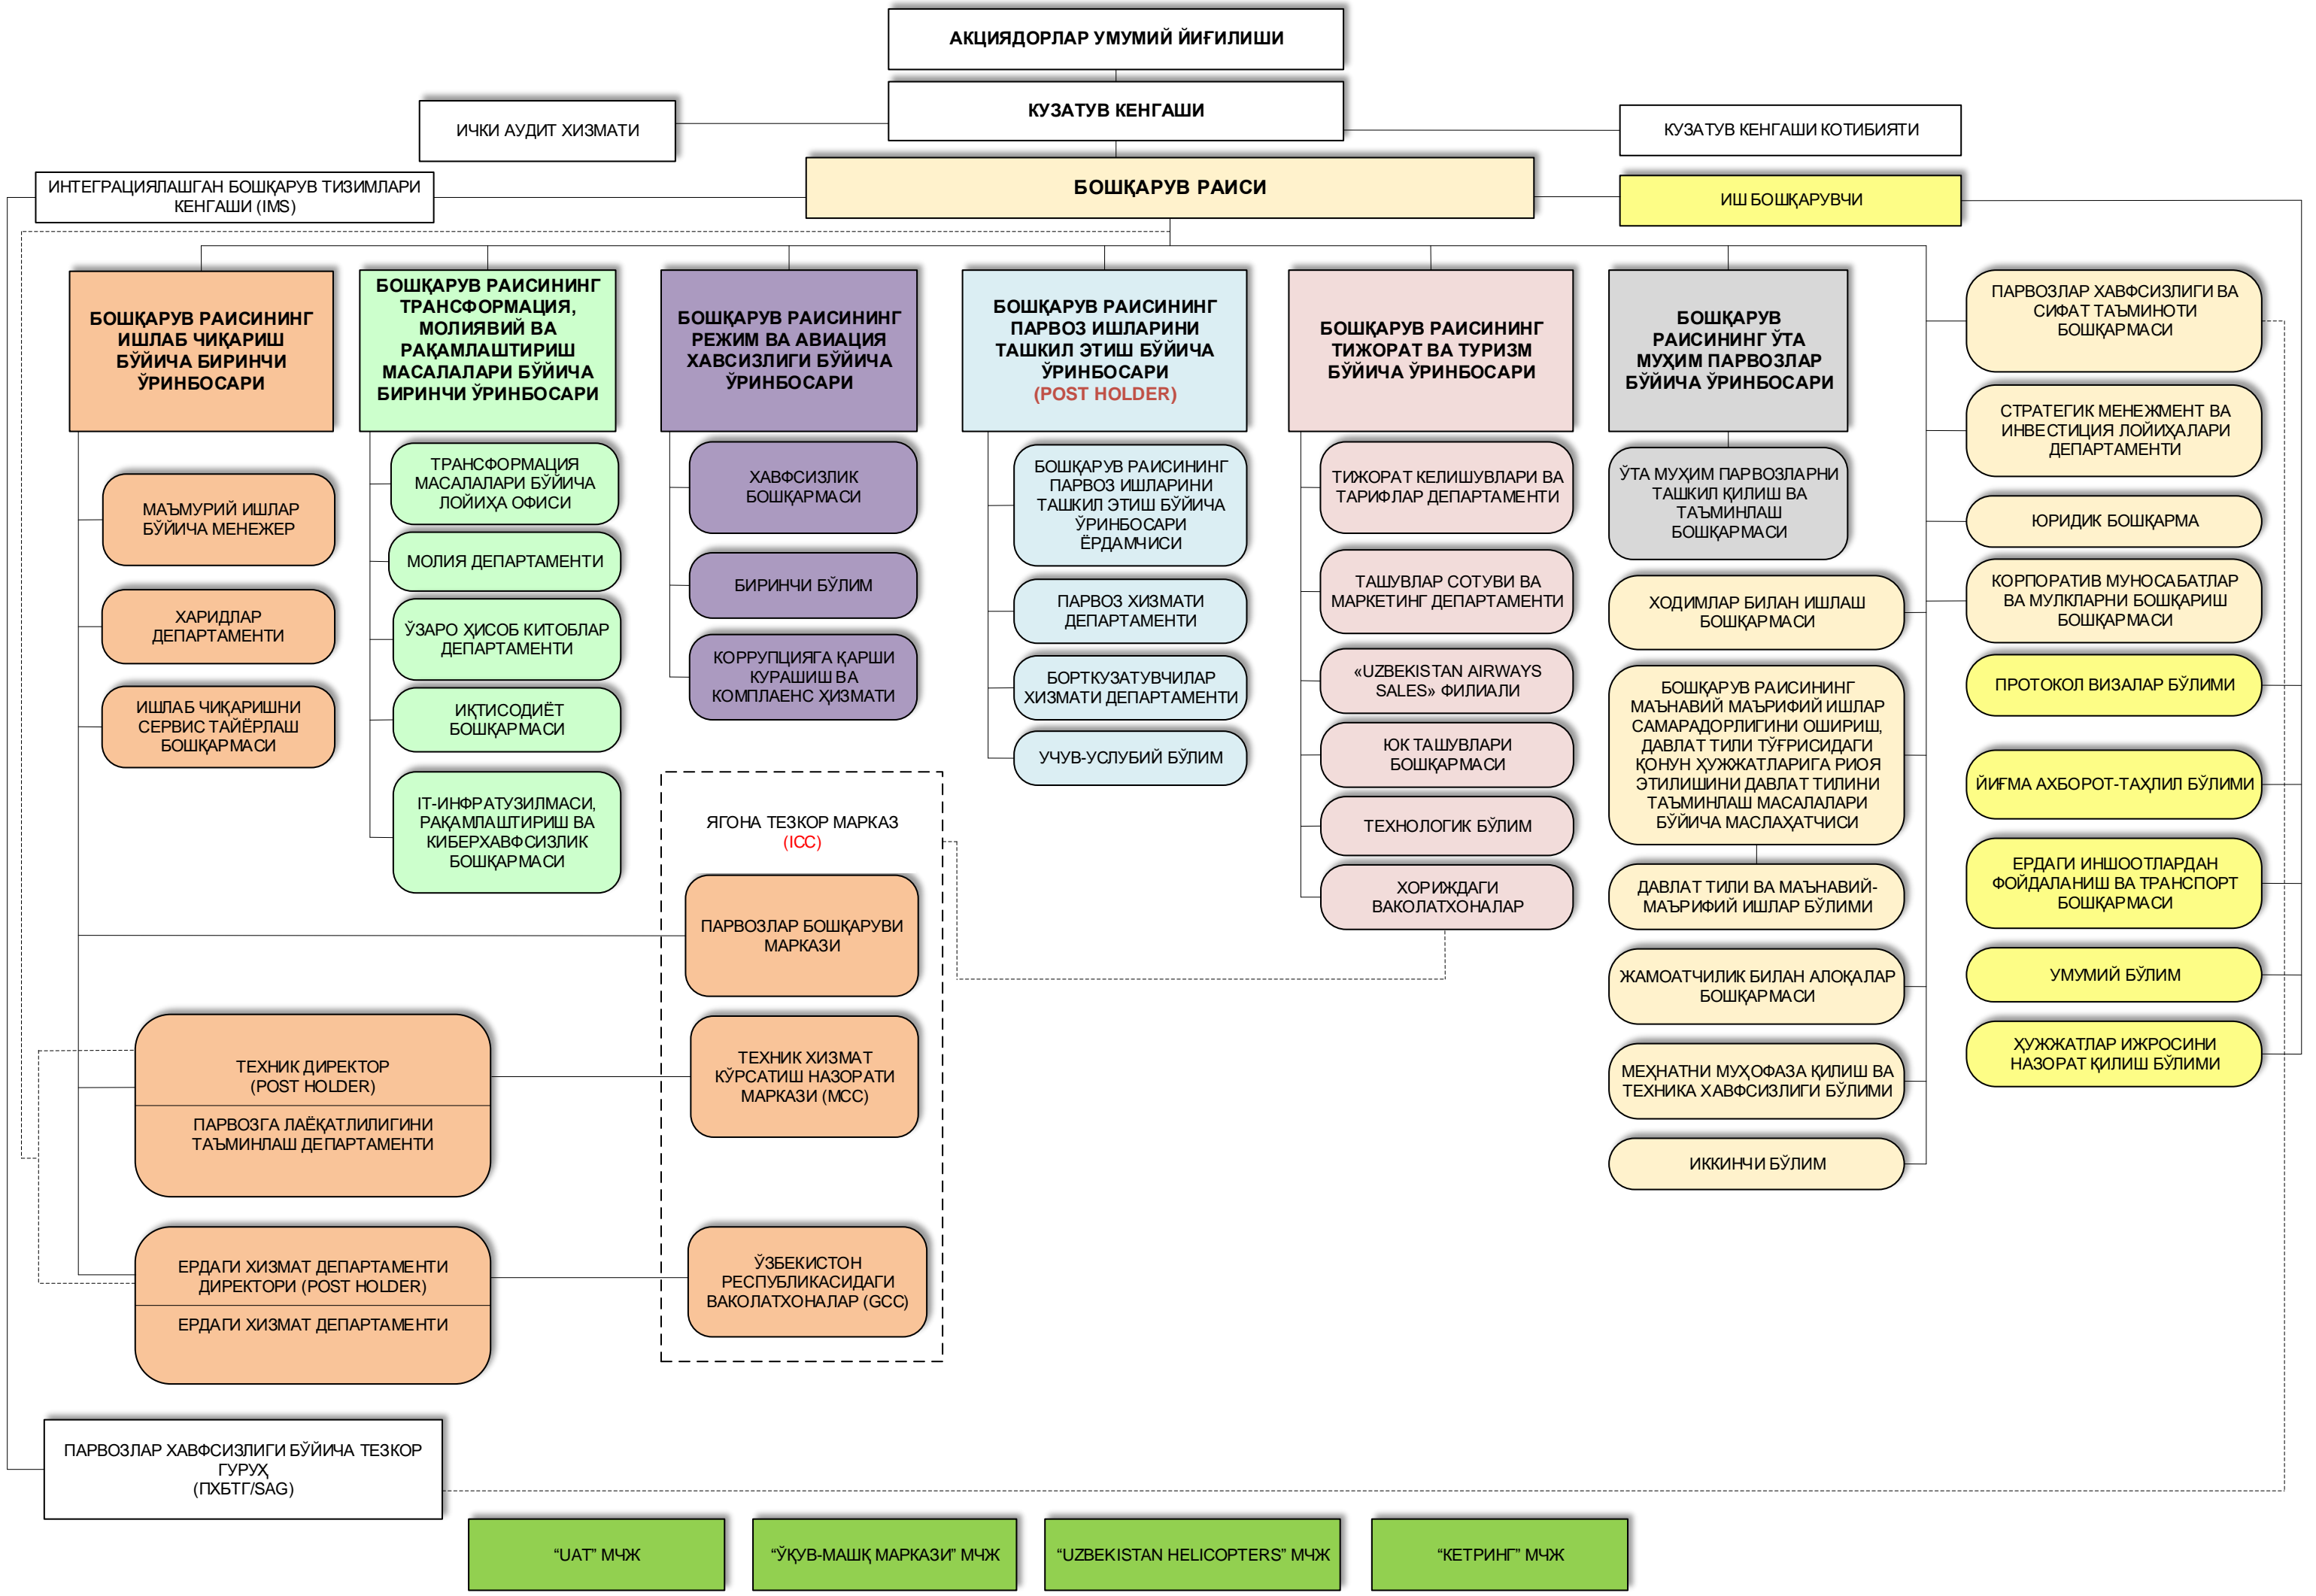 АКЦИЯДОРЛАР УМУМИЙ ЙИҒИЛИШИ
КУЗАТУВ КЕНГАШИ
ИЧКИ АУДИТ ХИЗМАТИ
КУЗАТУВ КЕНГАШИ КОТИБИЯТИ
ИНТЕГРАЦИЯЛАШГАН БОШҚАРУВ ТИЗИМЛАРИ
КЕНГАШИ (IMS)
БОШҚАРУВ РАИСИ
ИШ БОШҚАРУВЧИ
БОШҚАРУВ РАИСИНИНГ
ИШЛАБ ЧИҚАРИШ
БЎЙИЧА БИРИНЧИ
ЎРИНБОСАРИ
МАЪМУРИЙ ИШЛАР
БЎЙИЧА МЕНЕЖЕР
ХАРИДЛАР
ДЕПАРТАМЕНТИ
ИШЛАБ ЧИҚАРИШНИ
СЕРВИС ТАЙЁРЛАШ
БОШҚАРМАСИ
БОШҚАРУВ РАИСИНИНГ
ТРАНСФОРМАЦИЯ,
МОЛИЯВИЙ ВА
РАҚАМЛАШТИРИШ
МАСАЛАЛАРИ БЎЙИЧА
БИРИНЧИ ЎРИНБОСАРИ
ТРАНСФОРМАЦИЯ
МАСАЛАЛАРИ БЎЙИЧА
ЛОЙИҲА ОФИСИ
МОЛИЯ ДЕПАРТАМЕНТИ
ЎЗАРО ҲИСОБ КИТОБЛАР
ДЕПАРТАМЕНТИ
ИҚТИСОДИЁТ
БОШҚАРМАСИ
IT-ИНФРАТУЗИЛМАСИ,
РАҚАМЛАШТИРИШ ВА
КИБЕРХАВФСИЗЛИК
БОШҚАРМАСИ
БОШҚАРУВ РАИСИНИНГ
РЕЖИМ ВА АВИАЦИЯ
ХАВСИЗЛИГИ БЎЙИЧА
ЎРИНБОСАРИ
ХАВФСИЗЛИК
БОШҚАРМАСИ
БИРИНЧИ БЎЛИМ
КОРРУПЦИЯГА ҚАРШИ
КУРАШИШ ВА
КОМПЛАЕНС ҲИЗМАТИ
БОШҚАРУВ РАИСИНИНГ
ПАРВОЗ ИШЛАРИНИ
ТАШКИЛ ЭТИШ БЎЙИЧА
ЎРИНБОСАРИ
(POST HOLDER)
БОШҚАРУВ РАИСИНИНГ
ПАРВОЗ ИШЛАРИНИ
ТАШКИЛ ЭТИШ БЎЙИЧА
ЎРИНБОСАРИ
ЁРДАМЧИСИ
ПАРВОЗ ХИЗМАТИ
ДЕПАРТАМЕНТИ
БОРТКУЗАТУВЧИЛАР
ХИЗМАТИ ДЕПАРТАМЕНТИ
УЧУВ-УСЛУБИЙ БЎЛИМ
БОШҚАРУВ РАИСИНИНГ
ТИЖОРАТ ВА ТУРИЗМ
БЎЙИЧА ЎРИНБОСАРИ
ТИЖОРАТ КЕЛИШУВЛАРИ ВА
ТАРИФЛАР ДЕПАРТАМЕНТИ
ТАШУВЛАР СОТУВИ ВА
МАРКЕТИНГ ДЕПАРТАМЕНТИ
«UZBEKISTAN AIRWAYS
SALES» ФИЛИАЛИ
ЮК ТАШУВЛАРИ
БОШҚАРМАСИ
ТЕХНОЛОГИК БЎЛИМ
ХОРИЖДАГИ
ВАКОЛАТХОНАЛАР
БОШҚАРУВ
РАИСИНИНГ ЎТА
МУҲИМ ПАРВОЗЛАР
БЎЙИЧА ЎРИНБОСАРИ
ЎТА МУҲИМ ПАРВОЗЛАРНИ
ТАШКИЛ ҚИЛИШ ВА
ТАЪМИНЛАШ
БОШҚАРМАСИ
ХОДИМЛАР БИЛАН ИШЛАШ
БОШҚАРМАСИ
БОШҚАРУВ РАИСИНИНГ
МАЪНАВИЙ МАЪРИФИЙ ИШЛАР
САМАРАДОРЛИГИНИ ОШИРИШ,
ДАВЛАТ ТИЛИ ТЎҒРИСИДАГИ
ҚОНУН ҲУЖЖАТЛАРИГА РИОЯ
ЭТИЛИШИНИ ДАВЛАТ ТИЛИНИ
ТАЪМИНЛАШ МАСАЛАЛАРИ
БЎЙИЧА МАСЛАҲАТЧИСИ
ДАВЛАТ ТИЛИ ВА МАЪНАВИЙ-
МАЪРИФИЙ ИШЛАР БЎЛИМИ
ЖАМОАТЧИЛИК БИЛАН АЛОҚАЛАР
БОШҚАРМАСИ
МЕҲНАТНИ МУҲОФАЗА ҚИЛИШ ВА
ТЕХНИКА ХАВФСИЗЛИГИ БЎЛИМИ
ИККИНЧИ БЎЛИМ
ПАРВОЗЛАР ХАВФСИЗЛИГИ ВА
СИФАТ ТАЪМИНОТИ
БОШҚАРМАСИ
СТРАТЕГИК МЕНЕЖМЕНТ ВА
ИНВЕСТИЦИЯ ЛОЙИҲАЛАРИ
ДЕПАРТАМЕНТИ
ЮРИДИК БОШҚАРМА
КОРПОРАТИВ МУНОСАБАТЛАР
ВА МУЛКЛАРНИ БОШҚАРИШ
БОШҚАРМАСИ
ПРОТОКОЛ ВИЗАЛАР БЎЛИМИ
ЙИҒМА АХБОРОТ-ТАҲЛИЛ БЎЛИМИ
ЕРДАГИ ИНШООТЛАРДАН
ФОЙДАЛАНИШ ВА ТРАНСПОРТ
БОШҚАРМАСИ
УМУМИЙ БЎЛИМ
ҲУЖЖАТЛАР ИЖРОСИНИ
НАЗОРАТ ҚИЛИШ БЎЛИМИ
ЯГОНА ТЕЗКОР МАРКАЗ
(ICC)
ПАРВОЗЛАР БОШҚАРУВИ
МАРКАЗИ
ТЕХНИК ДИРЕКТОР
(POST HOLDER)
ПАРВОЗГА ЛАЁҚАТЛИЛИГИНИ
ТАЪМИНЛАШ ДЕПАРТАМЕНТИ
ТЕХНИК ХИЗМАТ
КЎРСАТИШ НАЗОРАТИ
МАРКАЗИ (MCC)
ЕРДАГИ ХИЗМАТ ДЕПАРТАМЕНТИ
ДИРЕКТОРИ (POST HOLDER)
ЕРДАГИ ХИЗМАТ ДЕПАРТАМЕНТИ
ЎЗБЕКИСТОН
РЕСПУБЛИКАСИДАГИ
ВАКОЛАТХОНАЛАР (GCC)
ПАРВОЗЛАР ХАВФСИЗЛИГИ БЎЙИЧА ТЕЗКОР
ГУРУҲ
(ПХБТГ/SAG)
“UAT” МЧЖ
“ЎҚУВ-МАШҚ МАРКАЗИ” МЧЖ
“UZBEKISTAN HELICOPTERS” МЧЖ
“КЕТРИНГ” МЧЖ